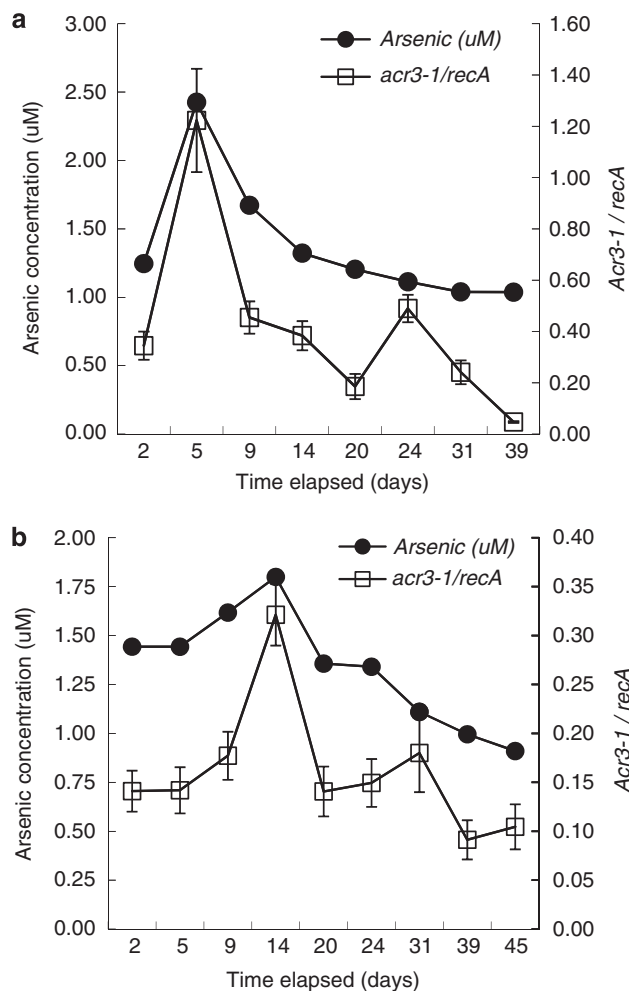 a
Arsenic (uM)
acr3-1/recA
3.00
2.50
2.00
1.50
1.00
0.50
0.00
Arsenic concentration (uM)
1.60
1.40
1.20
1.00
0.80
0.60
0.40
0.20
0.00
Acr3-1 / recA
2 5 9 14 20 24 31 39
Time elapsed (days)
b
Arsenic (uM)
acr3-1/recA
2.00
1.75
1.50
1.25
1.00
0.75
0.50
0.25
0.00
Arsenic concentration (uM)
0.40
0.35
0.30
0.25
0.20
0.15
0.10
0.05
0.00
Acr3-1 / recA
2 5 9 14 20 24 31 39 45
Time elapsed (days)